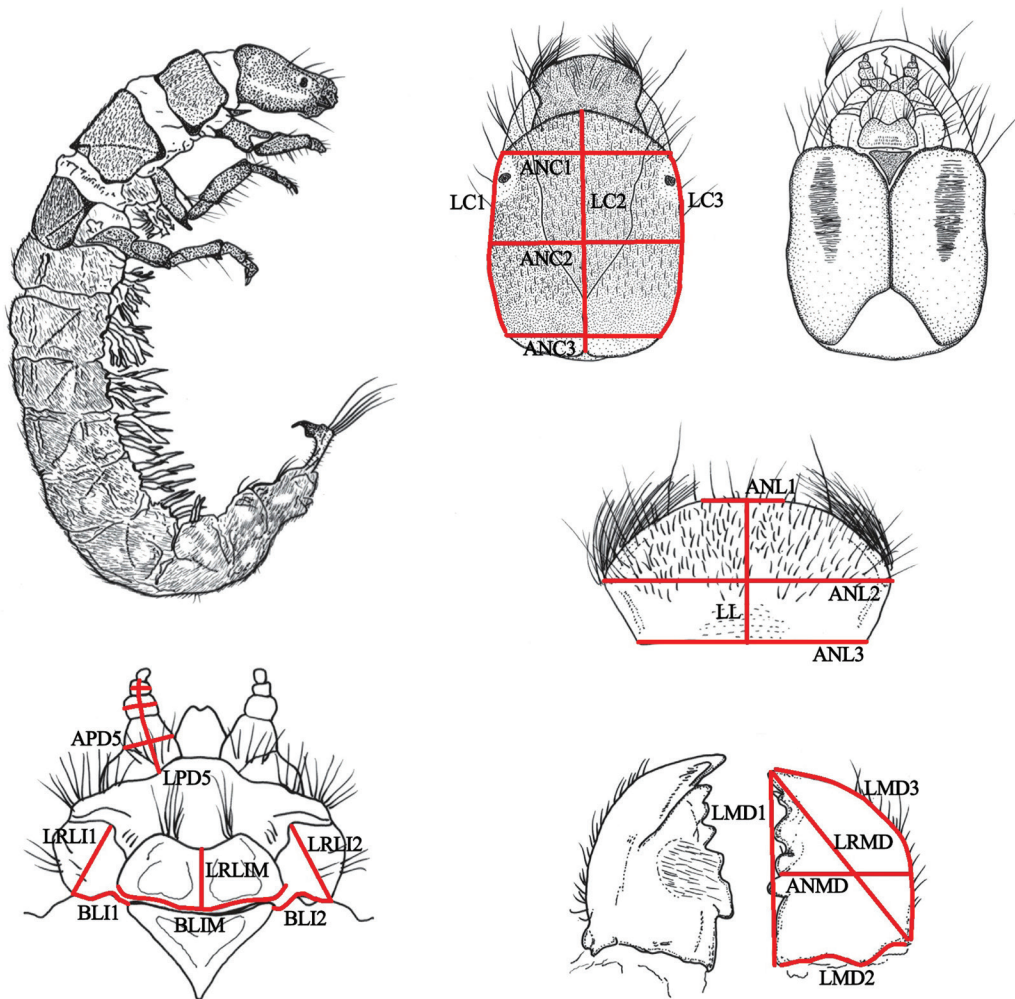 ANC1
LC1
LC2
LC3
ANC2
ANC3
ANL1
ANL2
LL
ANL3
APD5
LPD5
LRLI1
LRLI2
LRLIM
BLI1
BLIM
BLI2
LMD1
LMD3
LRMD
ANMD
LMD2